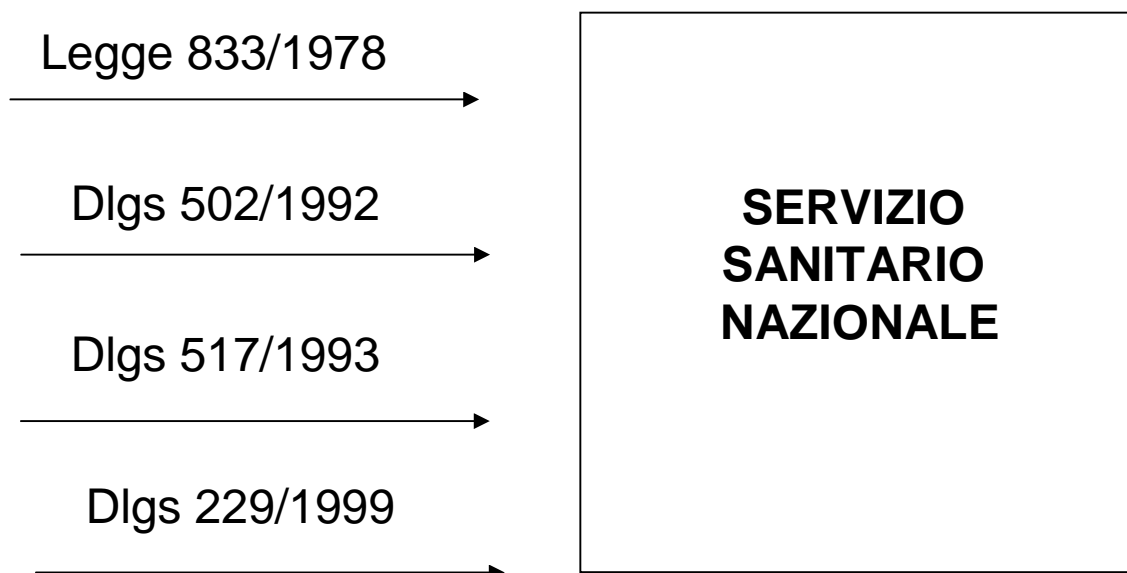 Legge 833/1978
Dlgs 502/1992
Dlgs 517/1993
Dlgs 229/1999
SERVIZIO
SANITARIO
NAZIONALE